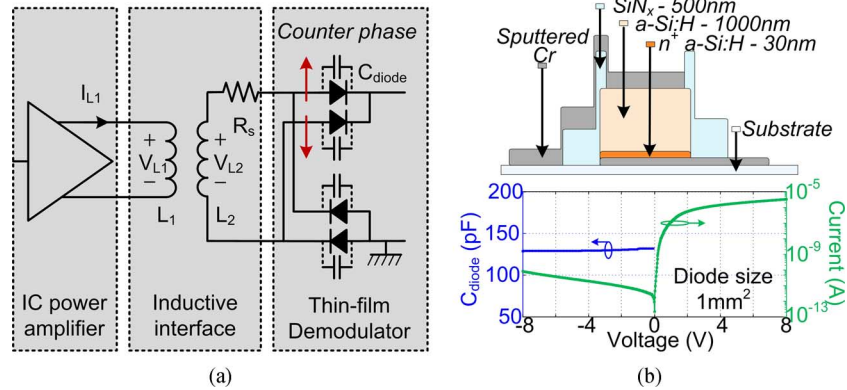 Counter phase
C_diode
I_L1
R_s
+ V_L1 −
+ V_L2 −
L_1
L_2
IC power
amplifier
Inductive
interface
Thin-film
Demodulator
(a)
SiN_x - 500nm
a-Si:H - 1000nm
n^+ a-Si:H - 30nm
Sputtered
Cr
Substrate
C_diode (pF)
200
150
100
50
-8
-4
0
4
8
Voltage (V)
10^-5
10^-9
10^-13
Current (A)
Diode size
1mm^2
(b)